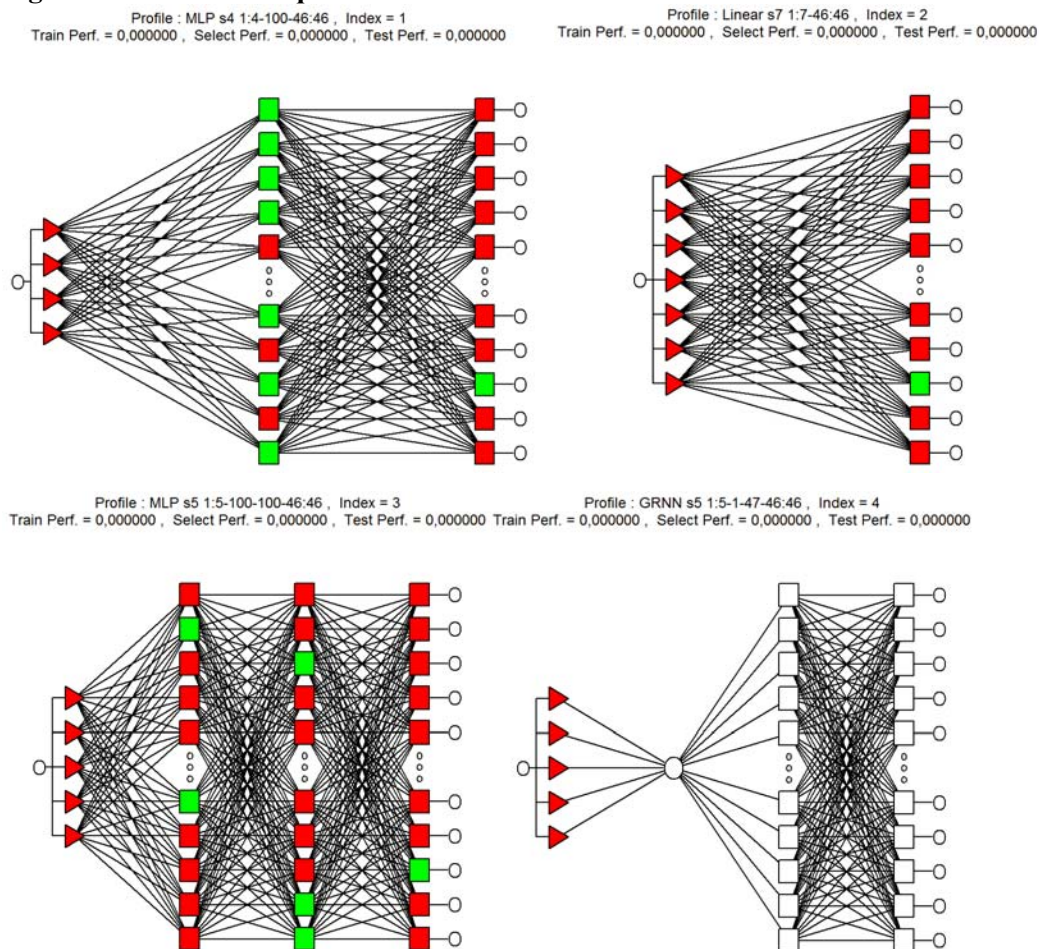 Profile : MLP s4 1:4-100-46:46 , Index = 1
Train Perf. = 0,000000 , Select Perf. = 0,000000 , Test Perf. = 0,000000
Profile : Linear s7 1:7-46:46 , Index = 2
Train Perf. = 0,000000 , Select Perf. = 0,000000 , Test Perf. = 0,000000
Profile : MLP s5 1:5-100-100-46:46 , Index = 3
Train Perf. = 0,000000 , Select Perf. = 0,000000 , Test Perf. = 0,000000
Profile : GRNN s5 1:5-1-47-46:46 , Index = 4
Train Perf. = 0,000000 , Select Perf. = 0,000000 , Test Perf. = 0,000000